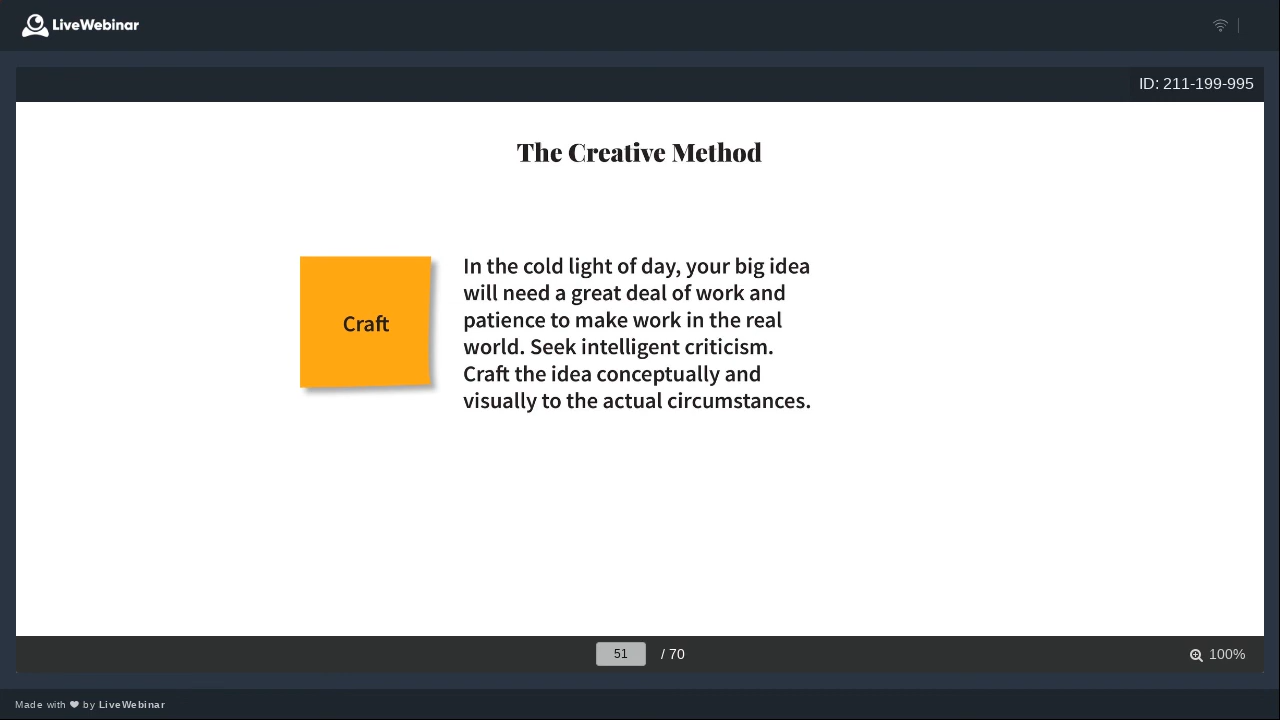 LiveWebinar
ID: 211-199-995
The Creative Method
Craft
In the cold light of day, your big idea
will need a great deal of work and
patience to make work in the real
world. Seek intelligent criticism.
Craft the idea conceptually and
visually to the actual circumstances.
51 / 70
100%
Made with ❤ by LiveWebinar